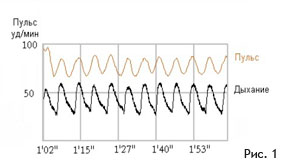 Пульс
уд/мин
100
Пульс
50
Дыхание
1'02" 1'15" 1'27" 1'40" 1'53"
Рис. 1